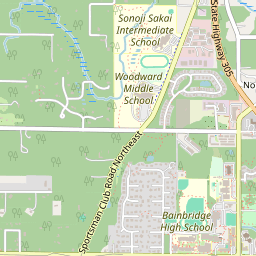 Sonoji Sakai
Intermediate
School
State Highway 305
Woodward
Middle
School
No
Sportsman Club Road Northeast
Bainbridge
High School